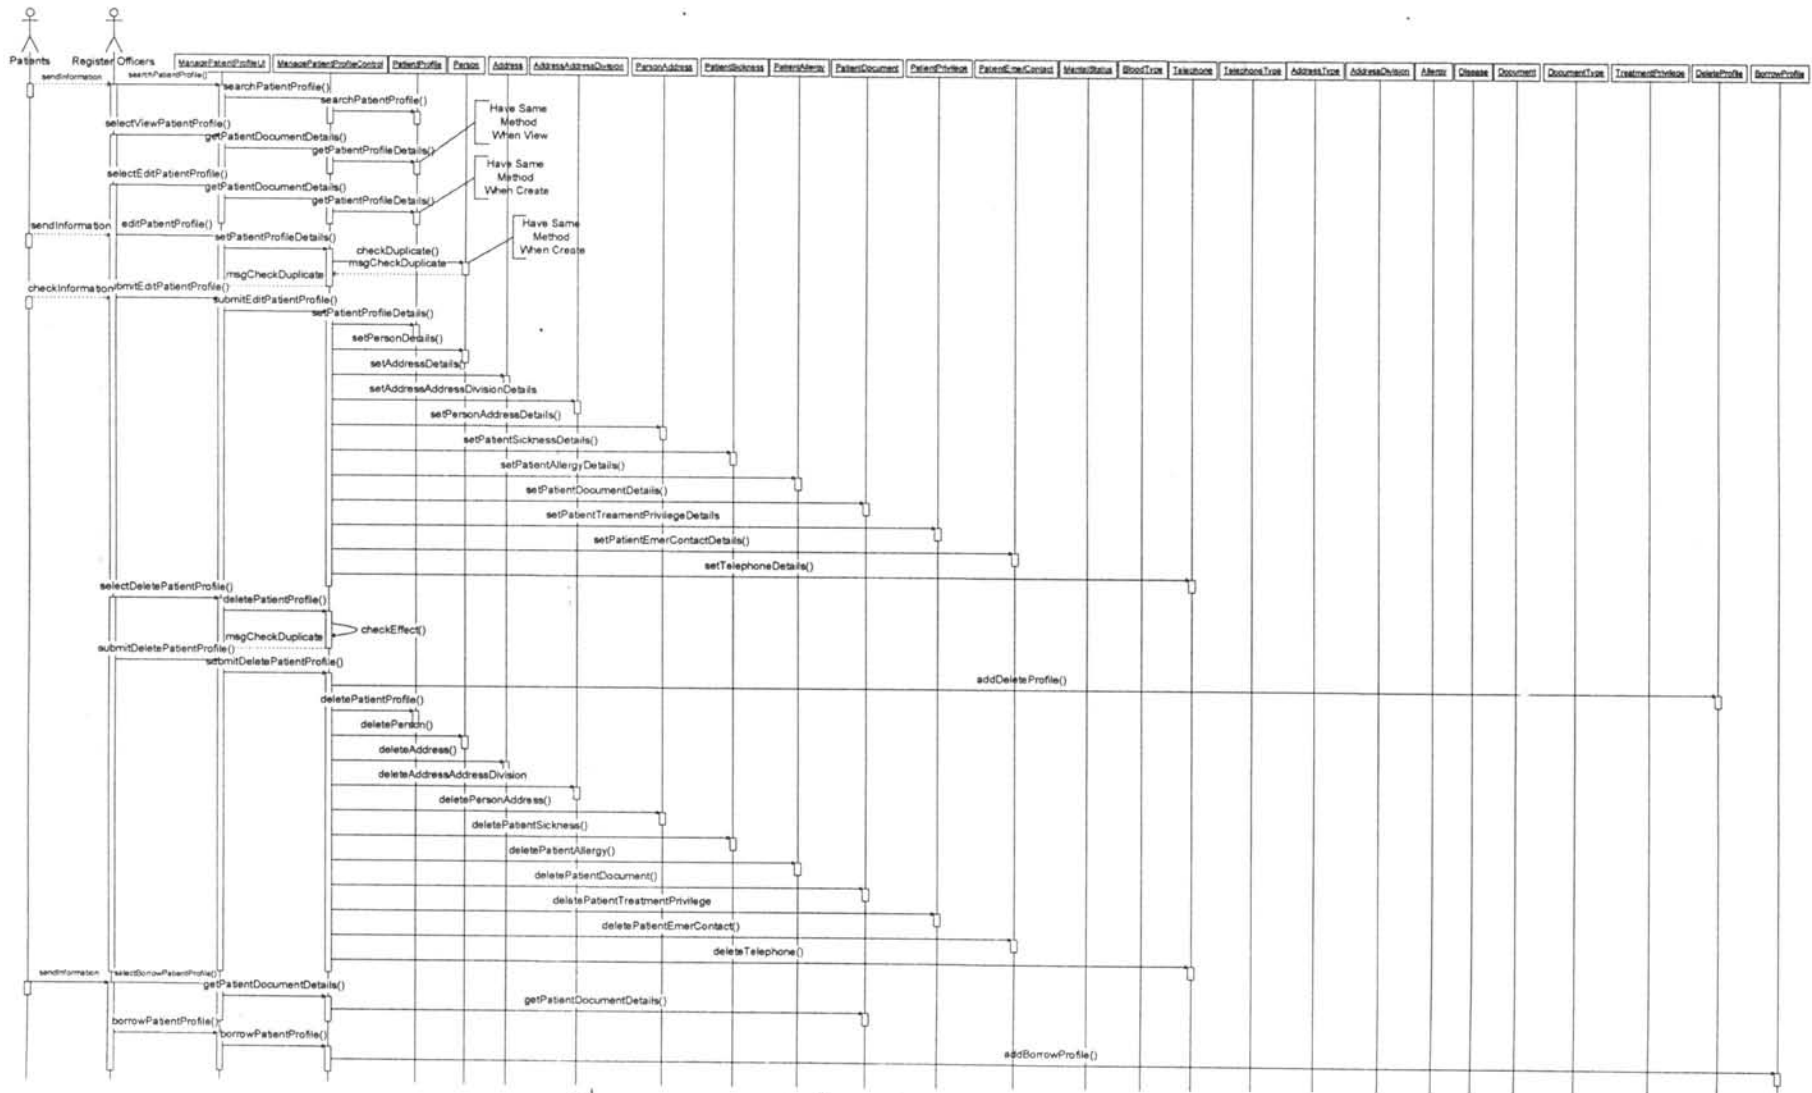 Patients
Register Officers
ManagePatientProfileUI
ManagePatientProfileControl
PatientProfile
Person
Address
AddressAddressDivision
PersonAddress
PatientSickness
PatientAllergy
PatientDocument
PatientPrivilege
PatientEmerContact
MaritalStatus
BloodType
Telephone
TelephoneType
AddressType
AddressDivision
Allergy
Disease
Document
DocumentType
TreatmentPrivilege
DeleteProfile
BorrowProfile
sendInformation
searchPatientProfile()
searchPatientProfile()
searchPatientProfile()
Have Same
Method
When View
selectViewPatientProfile()
getPatientDocumentDetails()
getPatientProfileDetails()
Have Same
Method
When Create
selectEditPatientProfile()
getPatientDocumentDetails()
getPatientProfileDetails()
sendInformation
editPatientProfile()
Have Same
Method
When Create
setPatientProfileDetails()
checkDuplicate()
msgCheckDuplicate
msgCheckDuplicate
checkInformation
bmitEditPatientProfile()
submitEditPatientProfile()
setPatientProfileDetails()
setPersonDetails()
setAddressDetails()
setAddressAddressDivisionDetails
setPersonAddressDetails()
setPatientSicknessDetails()
setPatientAllergyDetails()
setPatientDocumentDetails()
setPatientTreamentPrivilegeDetails
setPatientEmerContactDetails()
setTelephoneDetails()
selectDeletePatientProfile()
deletePatientProfile()
checkEffect()
msgCheckDuplicate
submitDeletePatientProfile()
submitDeletePatientProfile()
addDeleteProfile()
deletePatientProfile()
deletePerson()
deleteAddress()
deleteAddressAddressDivision
deletePersonAddress()
deletePatientSickness()
deletePatientAllergy()
deletePatientDocument()
deletePatientTreatmentPrivilege
deletePatientEmerContact()
deleteTelephone()
sendInformation
selectBorrowPatientProfile()
getPatientDocumentDetails()
getPatientDocumentDetails()
borrowPatientProfile()
borrowPatientProfile()
addBorrowProfile()